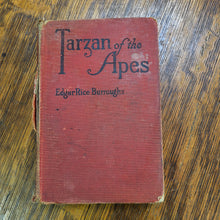 Tarzan of the
Apes
Edgar Rice Burroughs